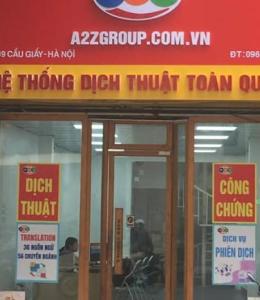 A2ZGROUP.COM.VN
CẦU GIẤY-HÀ NỘI
ĐT:096
HỆ THỐNG DỊCH THUẬT TOÀN QU
DỊCH
THUẬT
TRANSLATION
36 NGÔN NGỮ
56 CHUYÊN NGÀNH
CÔNG
CHỨNG
DỊCH VỤ
PHIÊN DỊCH